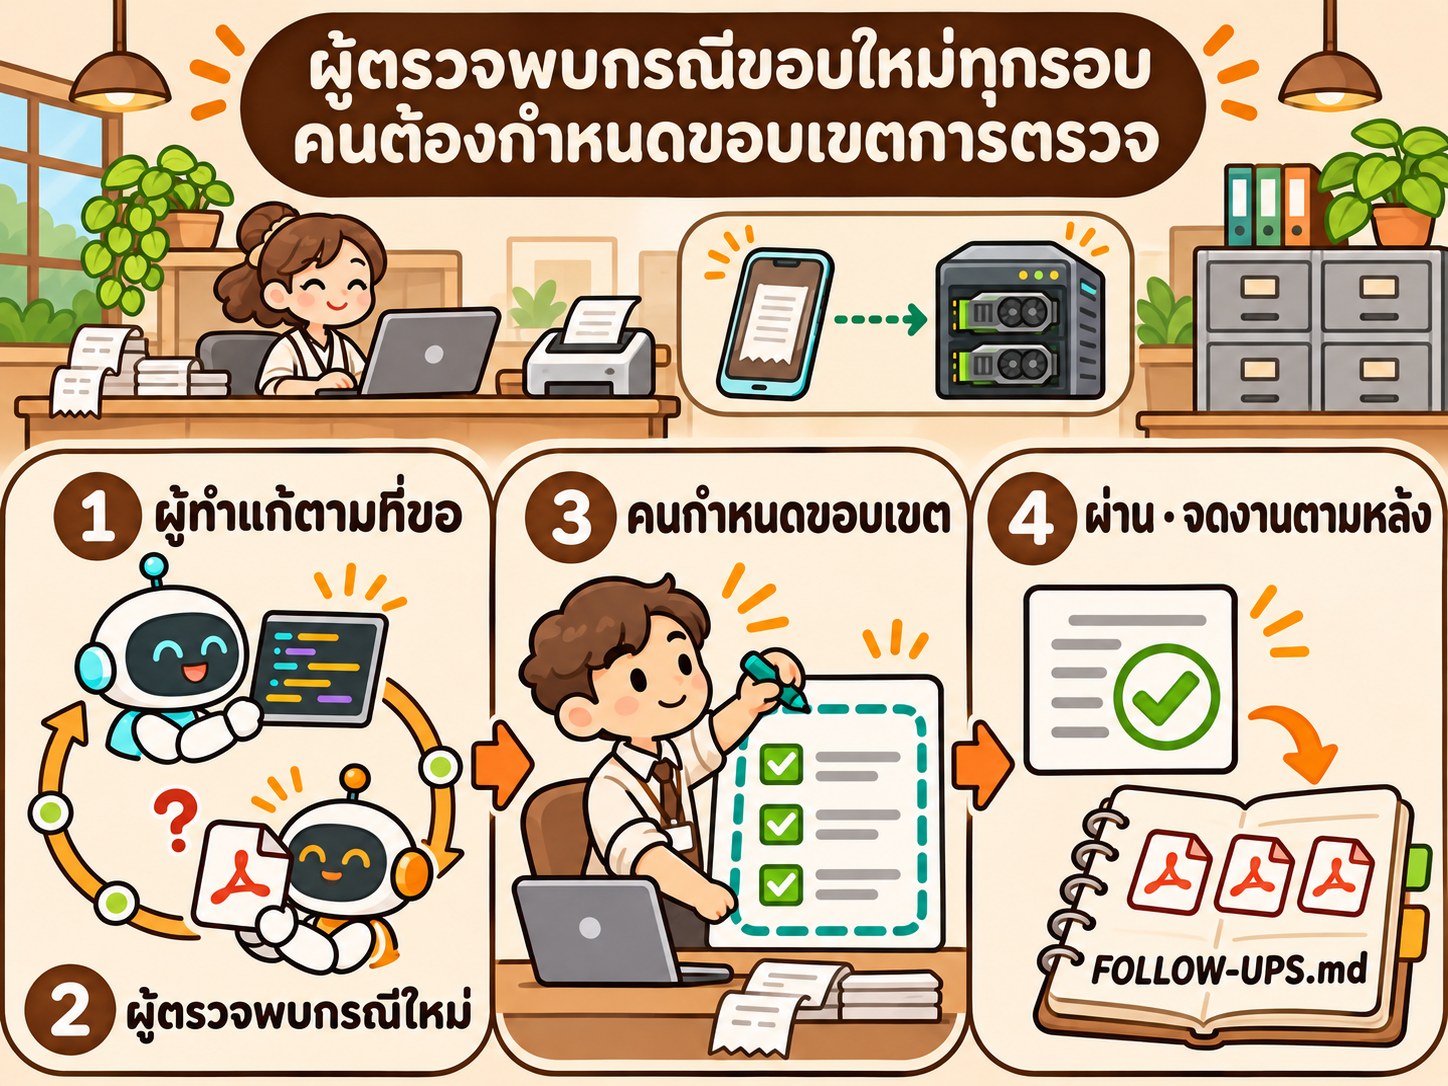 ผู้ตรวจพบกรณีขอบใหม่ทุกรอบ
คนต้องกำหนดขอบเขตการตรวจ
1 ผู้ทำแก้ตามที่ขอ
?
2 ผู้ตรวจพบกรณีใหม่
3 คนกำหนดขอบเขต
4 ผ่าน · จดงานตามหลัง
FOLLOW-UPS.md